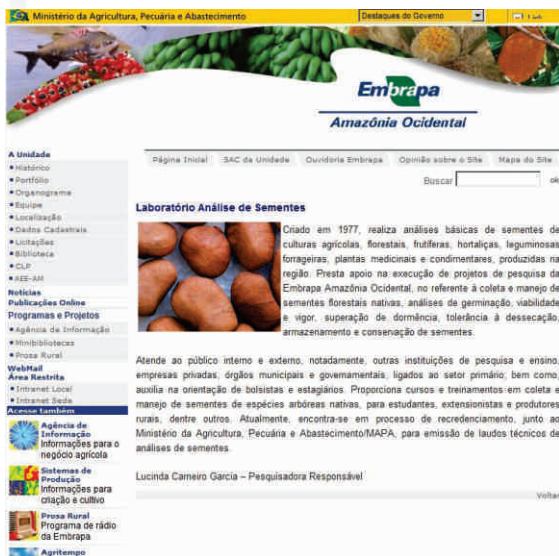 Ministério da Agricultura, Pecuária e Abastecimento
Destaques do Governo
Embrapa
Amazônia Ocidental
A Unidade
Histórico
Portfólio
Organograma
Equipe
Localização
Dados Cadastrais
Licitações
Biblioteca
CLP
AEE-AM
Notícias
Publicações Online
Programas e Projetos
Agência de Informação
Minibibliotecas
Prosa Rural
WebMail
Área Restrita
Intranet Local
Intranet Sede
Acesse também
Agência de
Informação
Informações para o
negócio agrícola
Sistemas de
Produção
Informações para
criação e cultivo
Prosa Rural
Programa de rádio
da Embrapa
Agritempo
Página Inicial SAC da Unidade Ouvidoria Embrapa Opinião sobre o Site Mapa do Site
Buscar ok
Laboratório Análise de Sementes
Criado em 1977, realiza análises básicas de sementes de
culturas agrícolas, florestais, frutíferas, hortaliças, leguminosas
forrageiras, plantas medicinais e condimentares, produzidas na
região. Presta apoio na execução de projetos de pesquisa da
Embrapa Amazônia Ocidental, no referente à coleta e manejo de
sementes florestais nativas, análises de germinação, viabilidade
e vigor, superação de dormência, tolerância à dessecação,
armazenamento e conservação de sementes.
Atende ao público interno e externo, notadamente, outras instituições de pesquisa e ensino,
empresas privadas, órgãos municipais e governamentais, ligados ao setor primário; bem como,
auxilia na orientação de bolsistas e estagiários. Proporciona cursos e treinamentos em coleta e
manejo de sementes de espécies arbóreas nativas, para estudantes, extensionistas e produtores
rurais, dentre outros. Atualmente, encontra-se em processo de recredenciamento, junto ao
Ministério da Agricultura, Pecuária e Abastecimento/MAPA, para emissão de laudos técnicos de
análises de sementes.
Lucinda Carneiro Garcia – Pesquisadora Responsável
Voltar